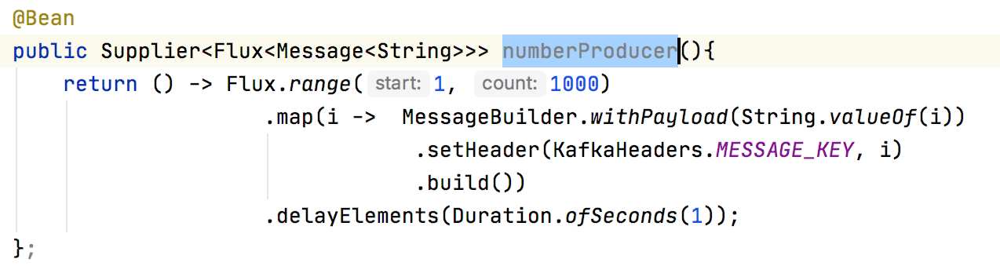 @Bean
public Supplier<Flux<Message<String>>> numberProducer(){
    return () -> Flux.range( start: 1, count: 1000)
                    .map(i ->  MessageBuilder.withPayload(String.valueOf(i))
                                .setHeader(KafkaHeaders.MESSAGE_KEY, i)
                                .build())
                    .delayElements(Duration.ofSeconds(1));
};